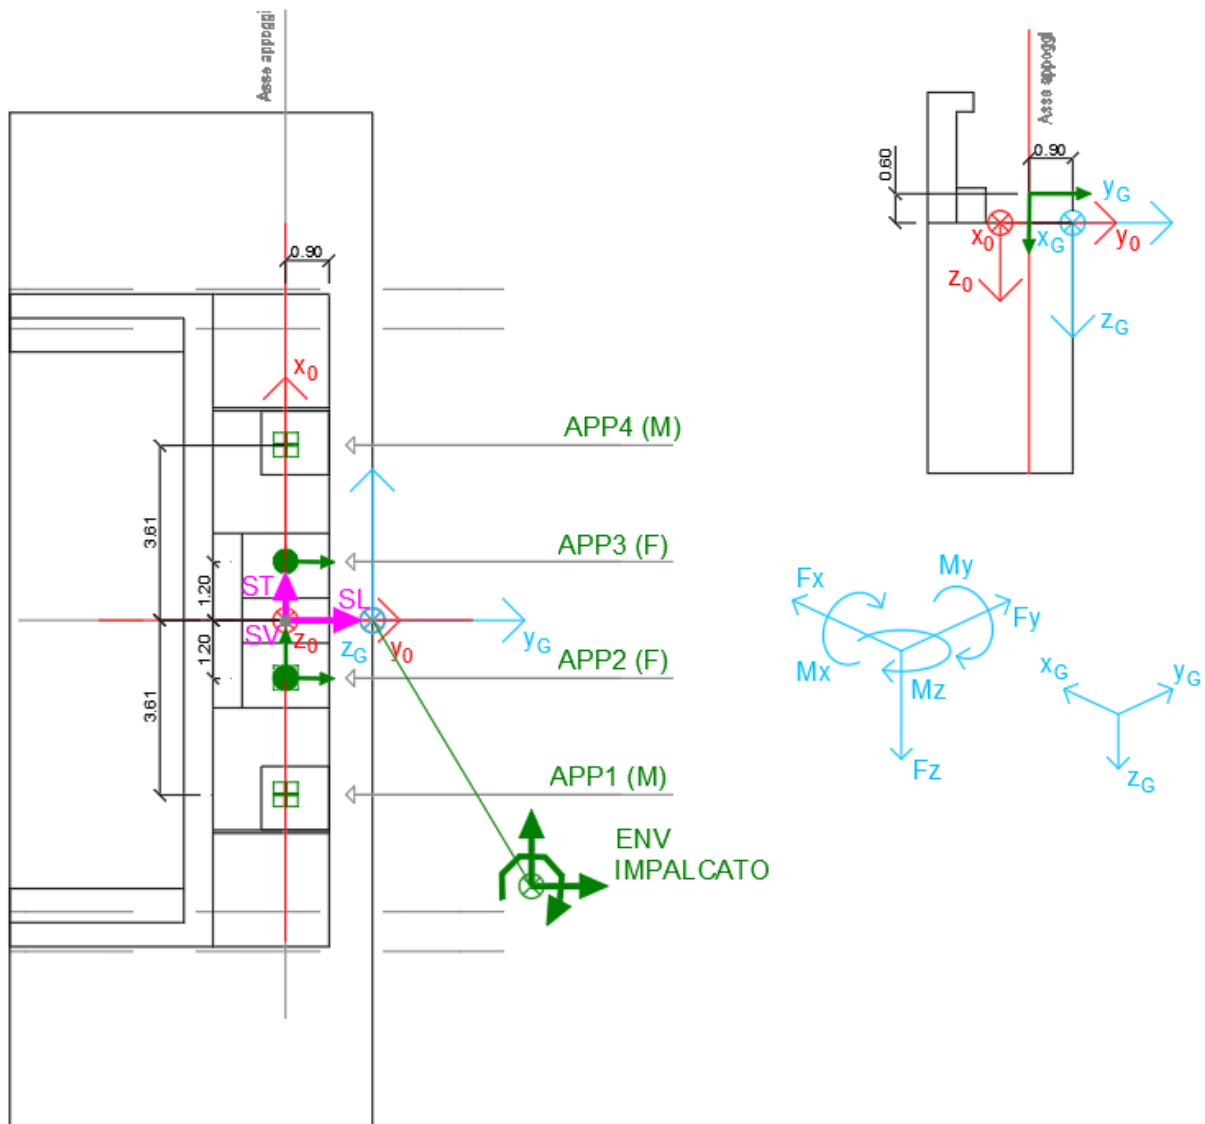 Asse appoggi
0.90
x0
3.61
1.20
1.20
3.61
ST
SL
SV
z0
zG
y0
yG
APP4 (M)
APP3 (F)
APP2 (F)
APP1 (M)
ENV
IMPALCATO
Asse appoggi
0.60
0.90
yG
x0
xG
y0
z0
zG
Fx
My
Fy
Mx
Mz
Fz
xG
yG
zG